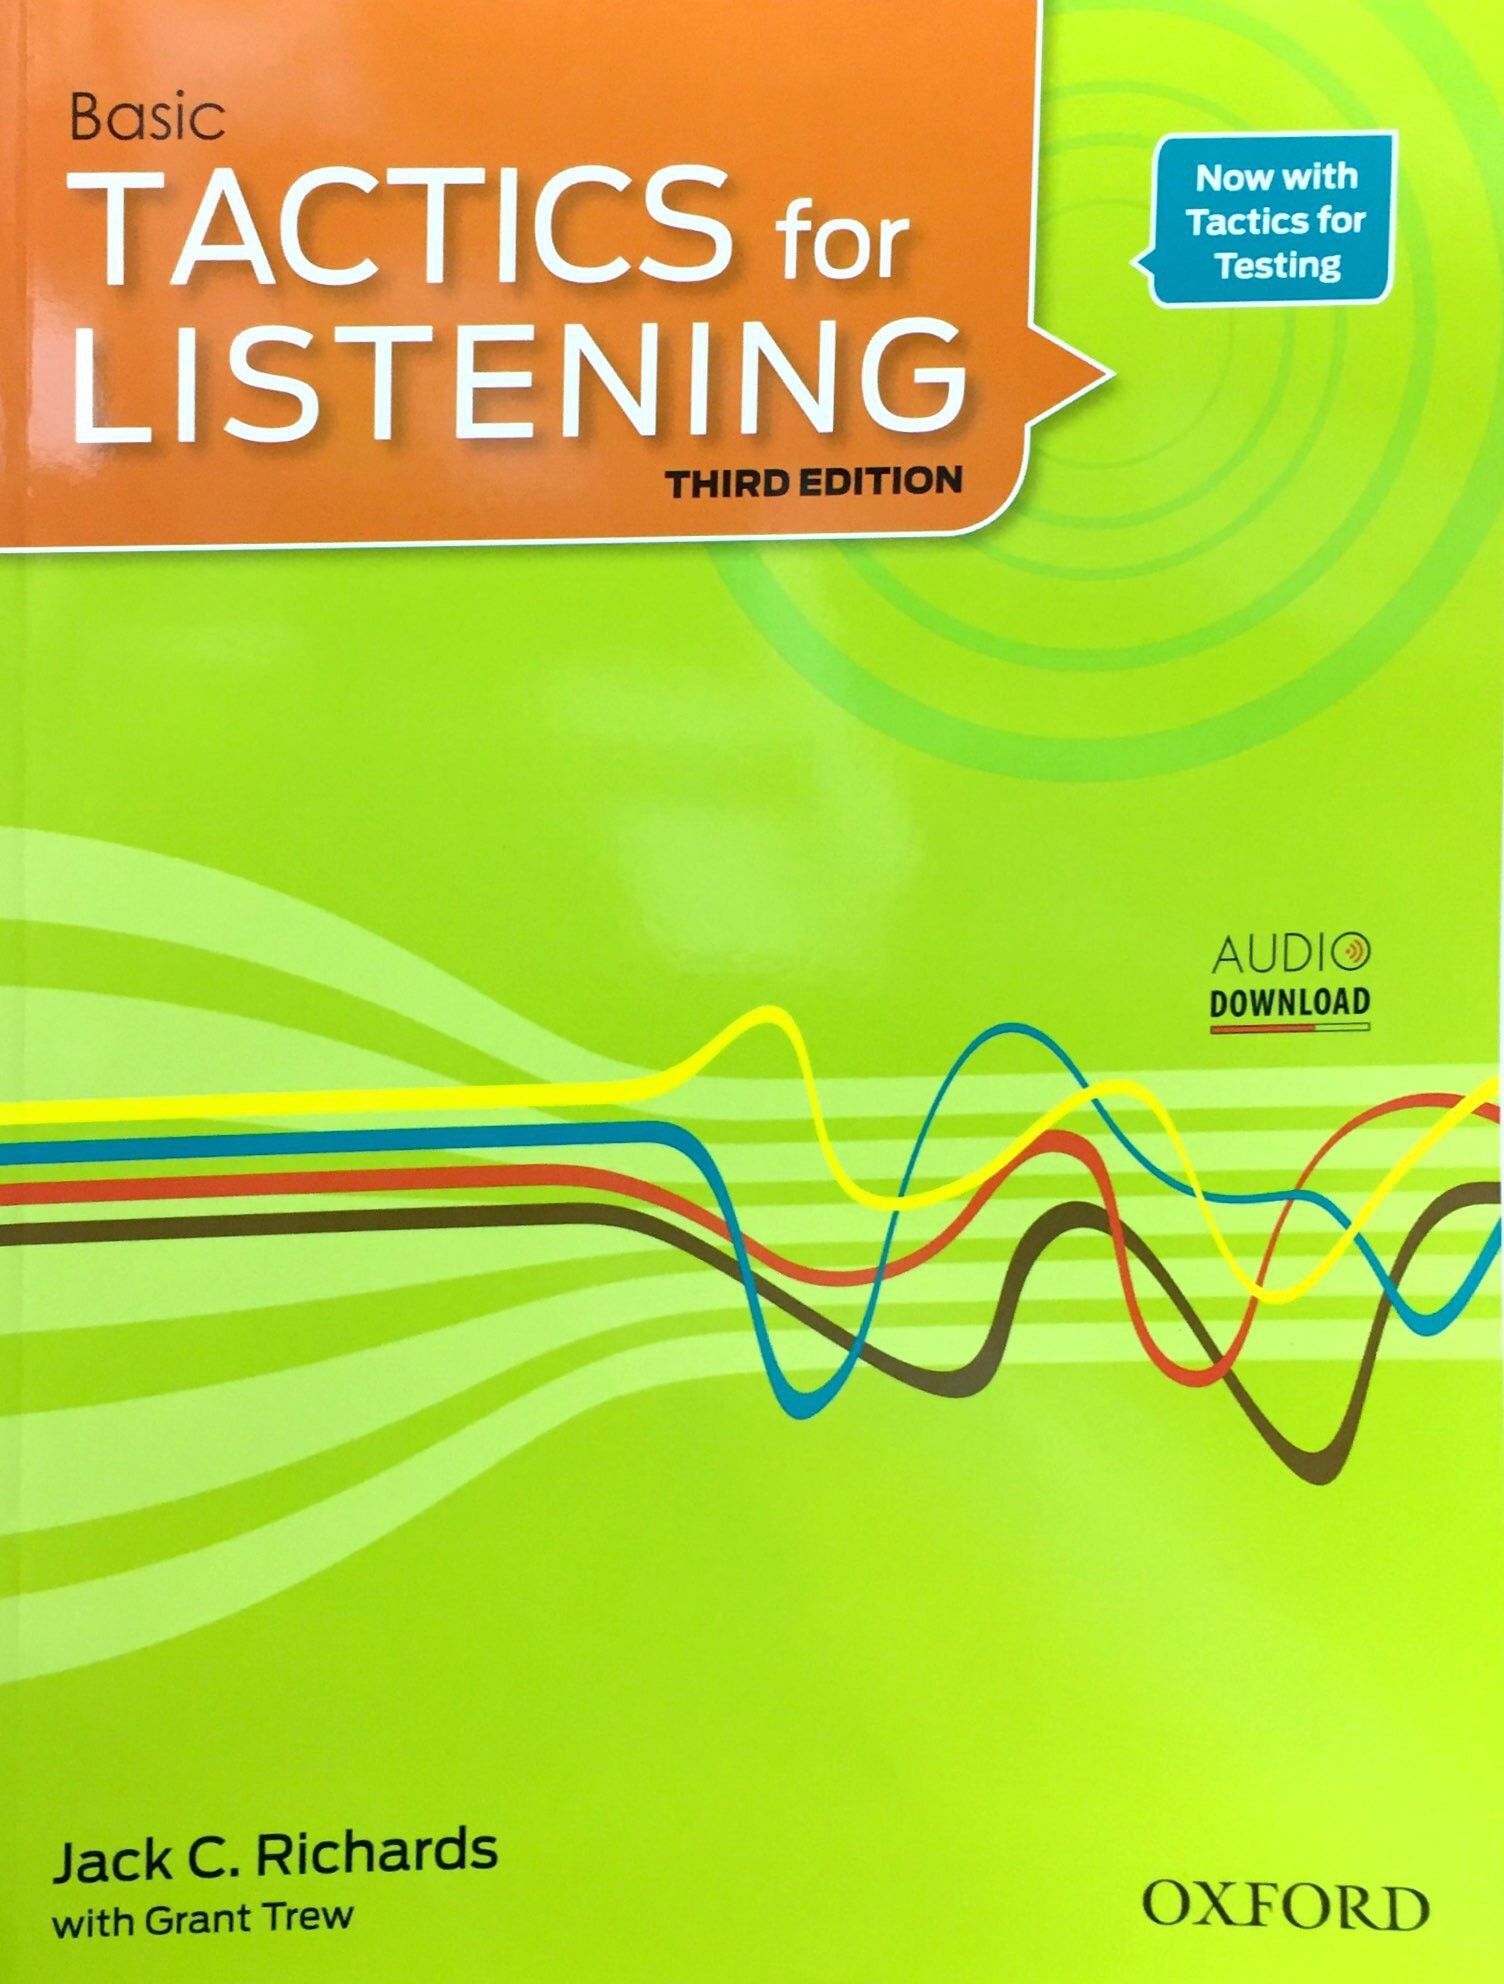 Basic
TACTICS for
LISTENING
THIRD EDITION
Now with
Tactics for
Testing
AUDIO
DOWNLOAD
Jack C. Richards
with Grant Trew
OXFORD